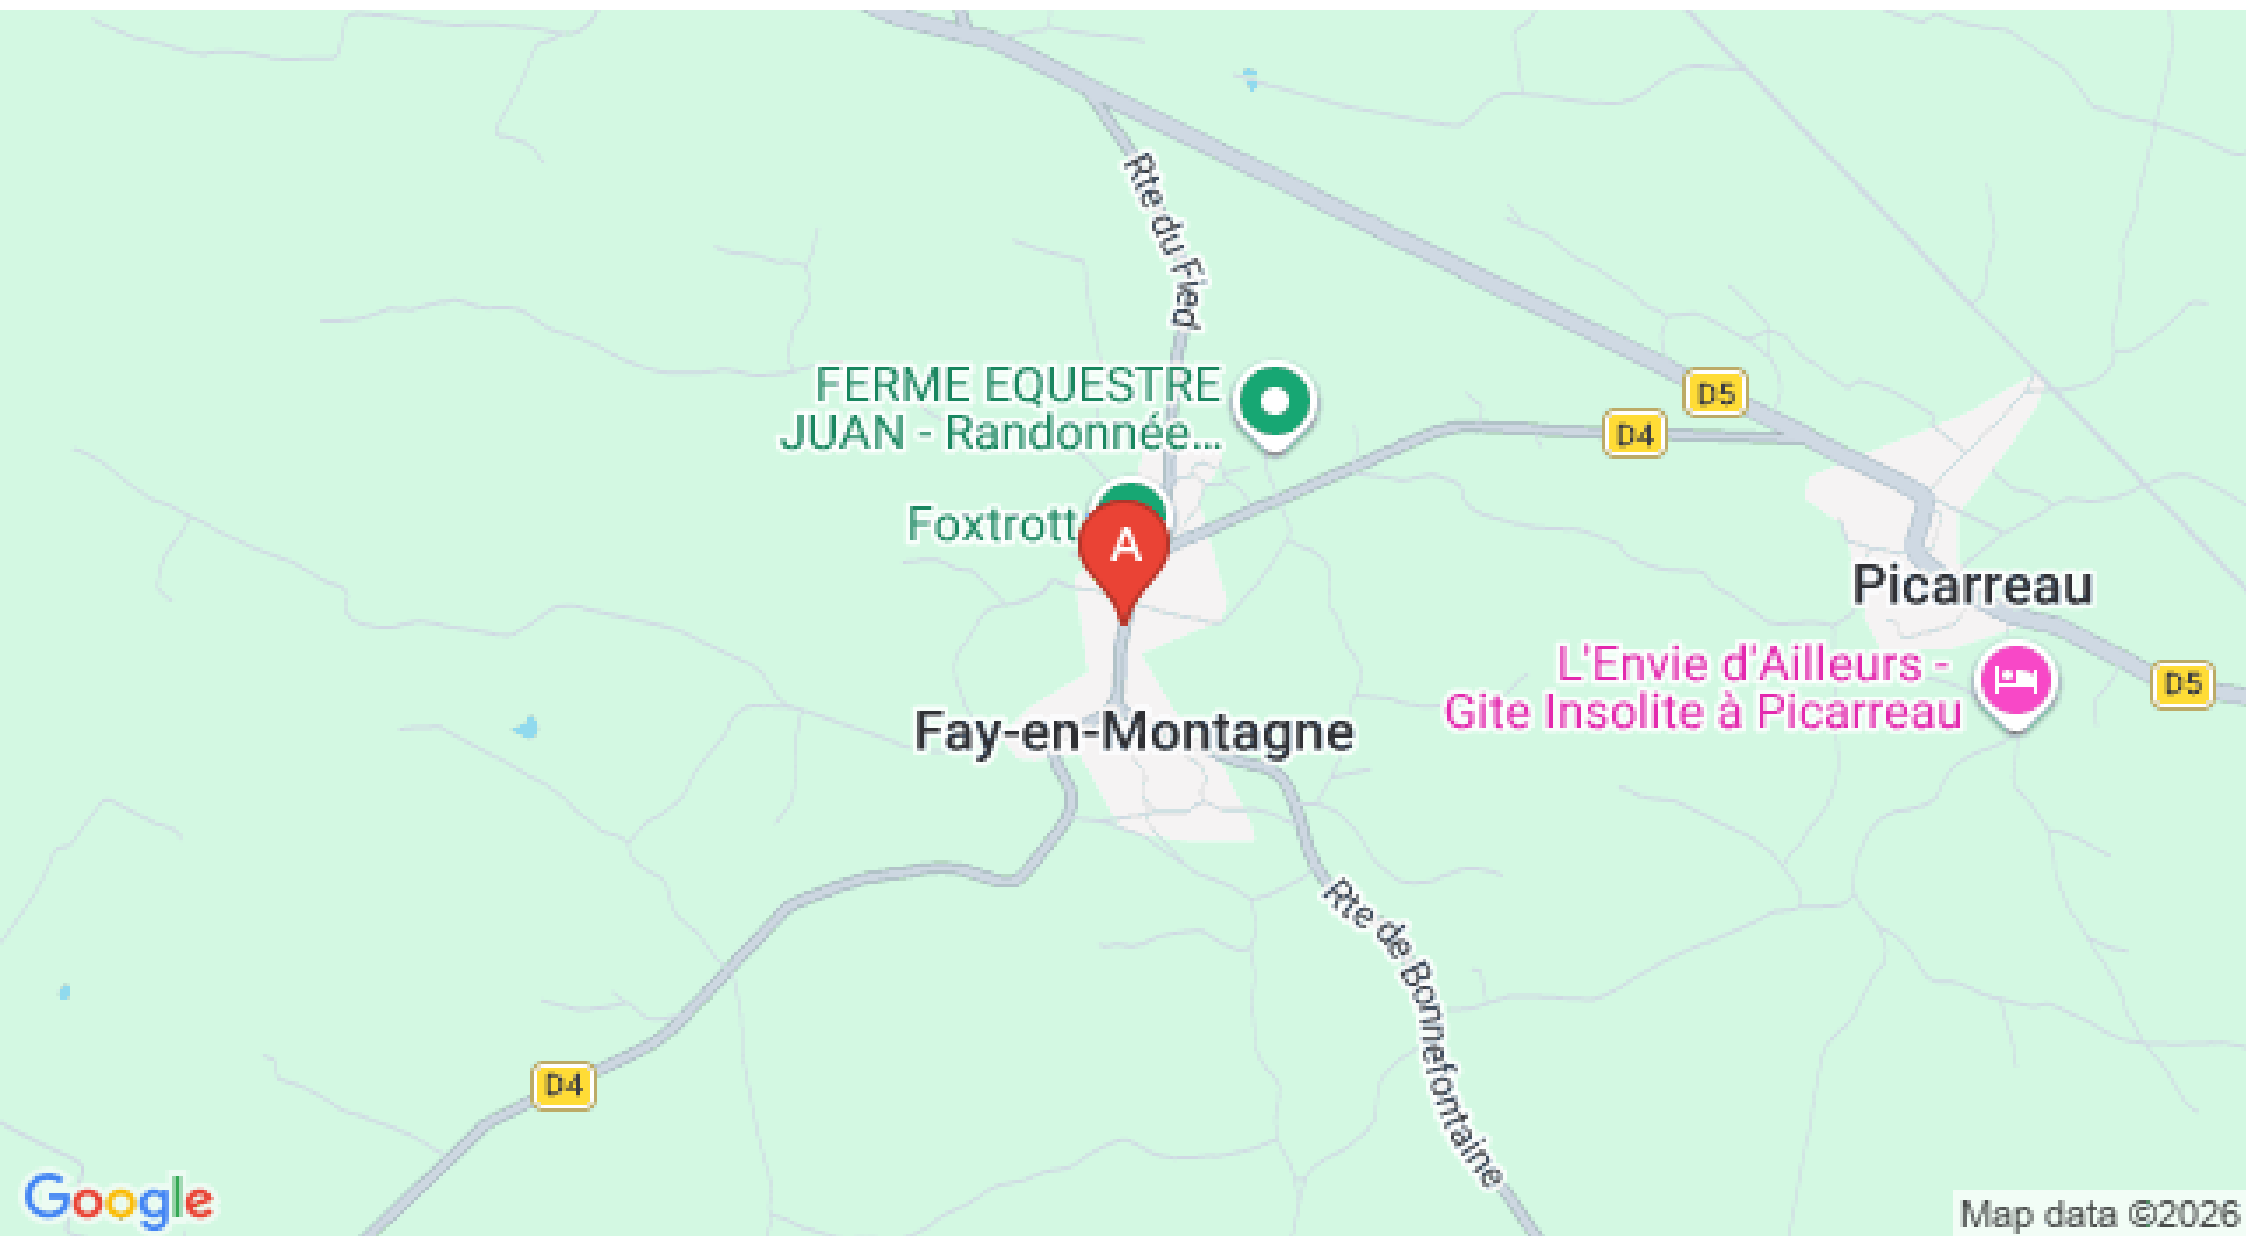 Rte du Fied
FERME EQUESTRE
JUAN - Randonnée...
D5
D4
Foxtrott
A
Picarreau
L'Envie d'Ailleurs -
Gite Insolite à Picarreau
D5
Fay-en-Montagne
Rte de Bonnefontaine
D4
Google
Map data ©2026